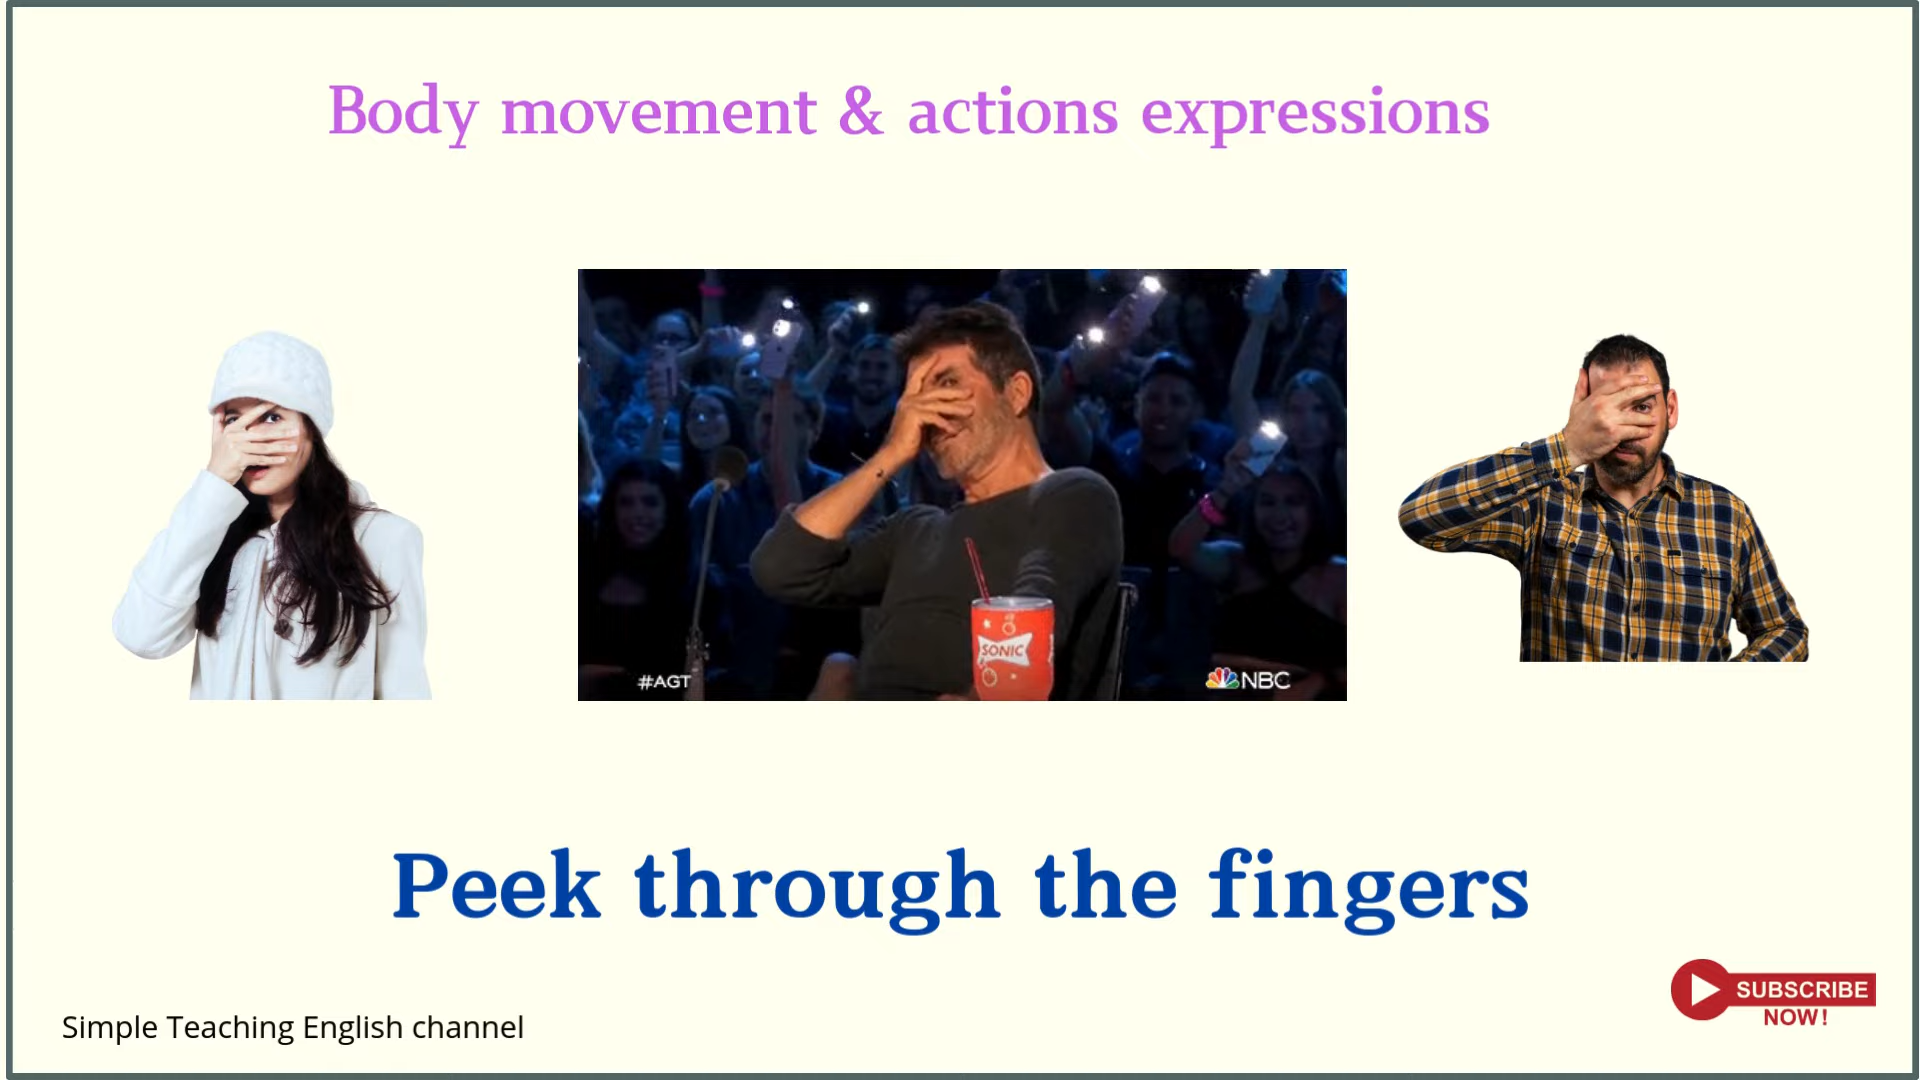 Body movement & actions expressions
SONIC
#AGT
NBC
Peek through the fingers
SUBSCRIBE
NOW!
Simple Teaching English channel